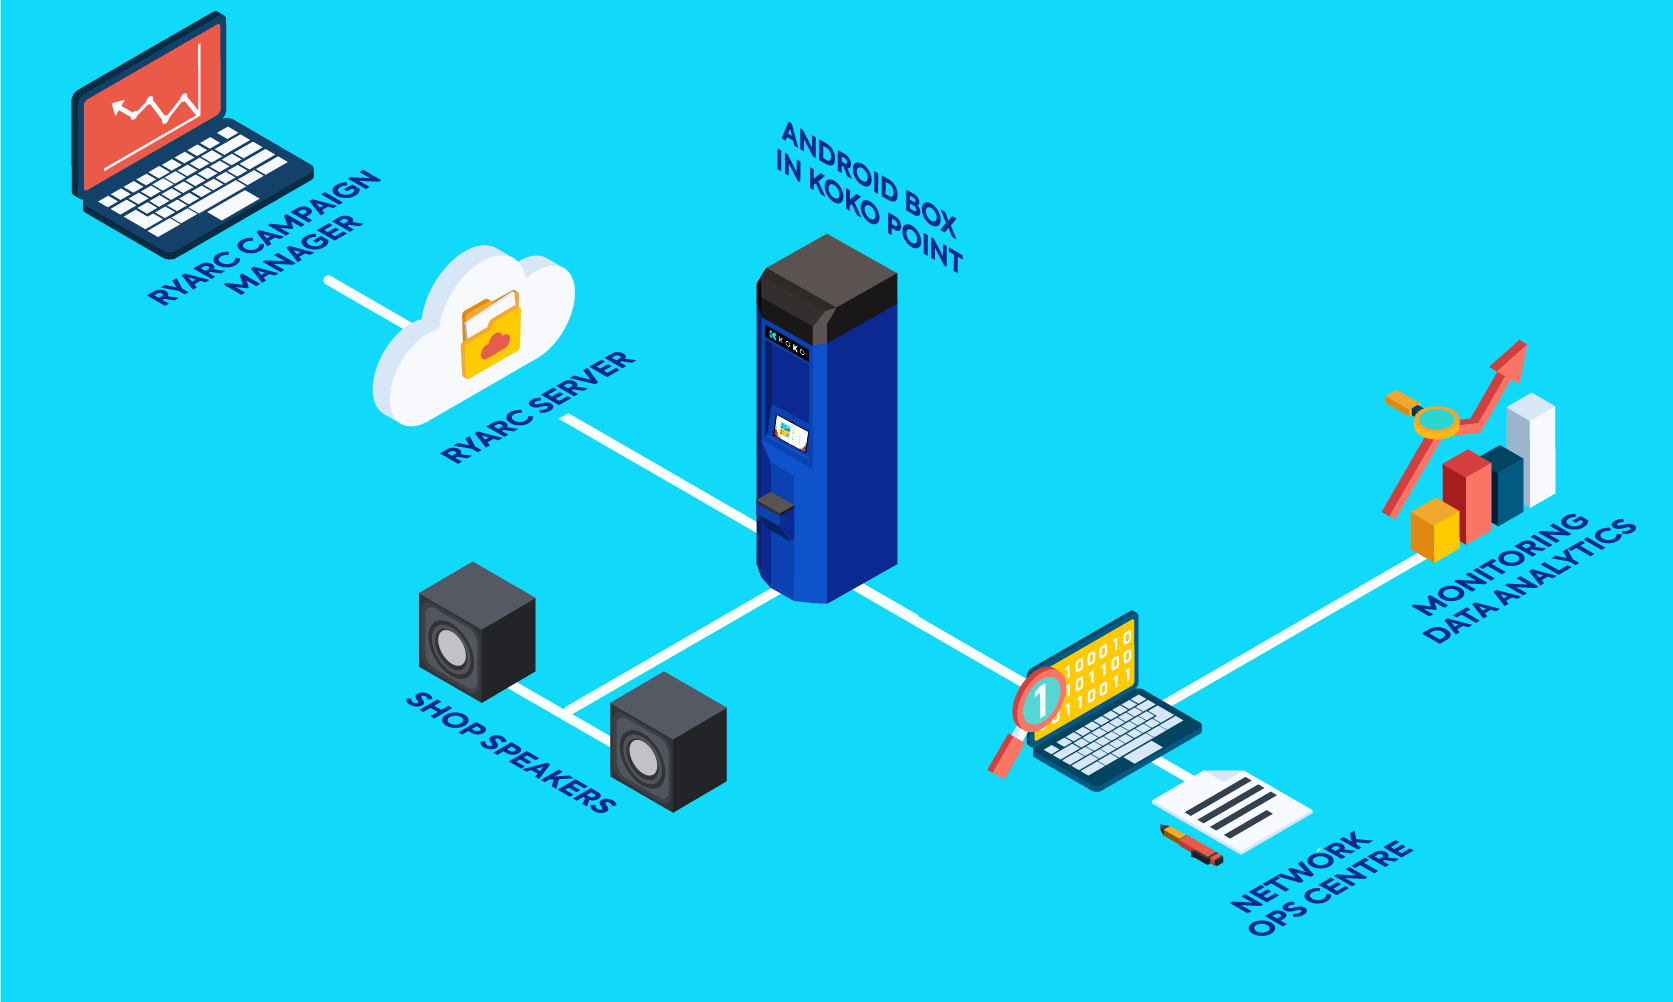 ANDROID BOX
IN KOKO POINT
RYARC CAMPAIGN
MANAGER
KOKO
RYARC SERVER
MONITORING
DATA ANALYTICS
SHOP SPEAKERS
100010
101100
0110011
1
NETWORK
OPS CENTRE